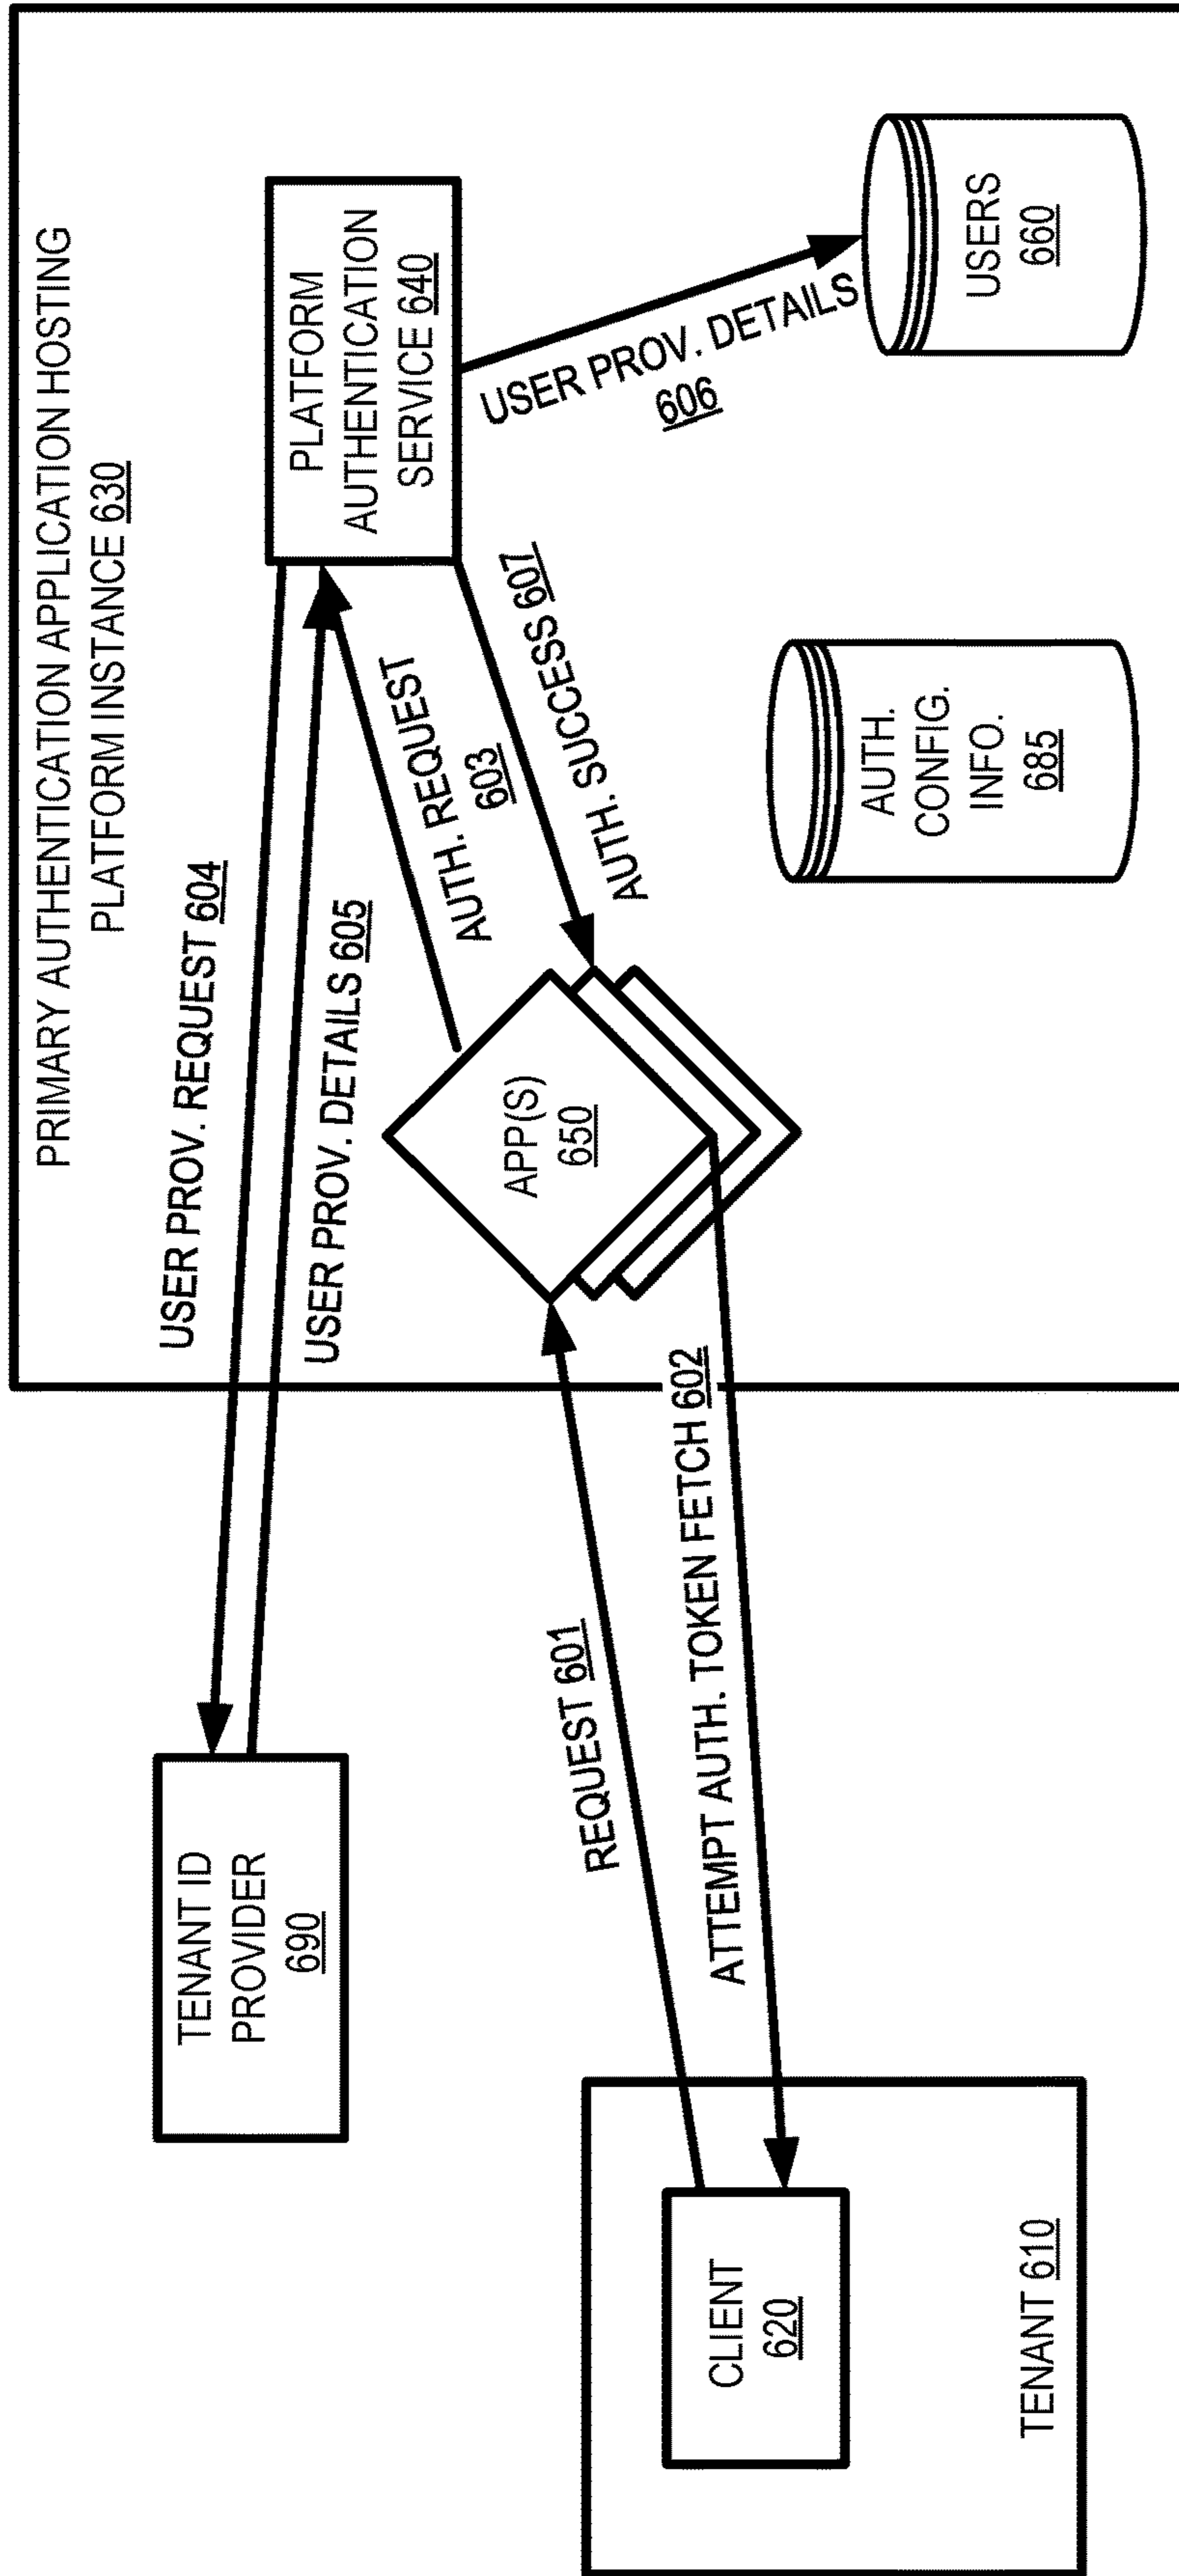 PRIMARY AUTHENTICATION APPLICATION HOSTING
PLATFORM INSTANCE 630
TENANT ID
PROVIDER
690
USER PROV. REQUEST 604
USER PROV. DETAILS 605
PLATFORM
AUTHENTICATION
SERVICE 640
AUTH. REQUEST
603
AUTH. SUCCESS 607
USER PROV. DETAILS
606
USERS
660
APP(S)
650
AUTH.
CONFIG.
INFO.
685
REQUEST 601
ATTEMPT AUTH. TOKEN FETCH 602
CLIENT
620
TENANT 610